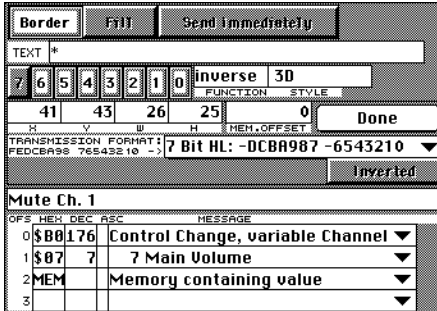 Border Fill Send immediately
TEXT *
7 6 5 4 3 2 1 0 inverse 3D
FUNCTION STYLE
41 43 26 25 0 Done
X Y W H MEM.OFFSET
TRANSMISSION FORMAT:
FEDCBA98 76543210 -> 7 Bit HL: -DCBA987 -6543210
Inverted
Mute Ch. 1
OFS HEX DEC ASC MESSAGE
0 $B0 176 Control Change, variable Channel
1 $07 7 7 Main Volume
2 MEM Memory containing value
3